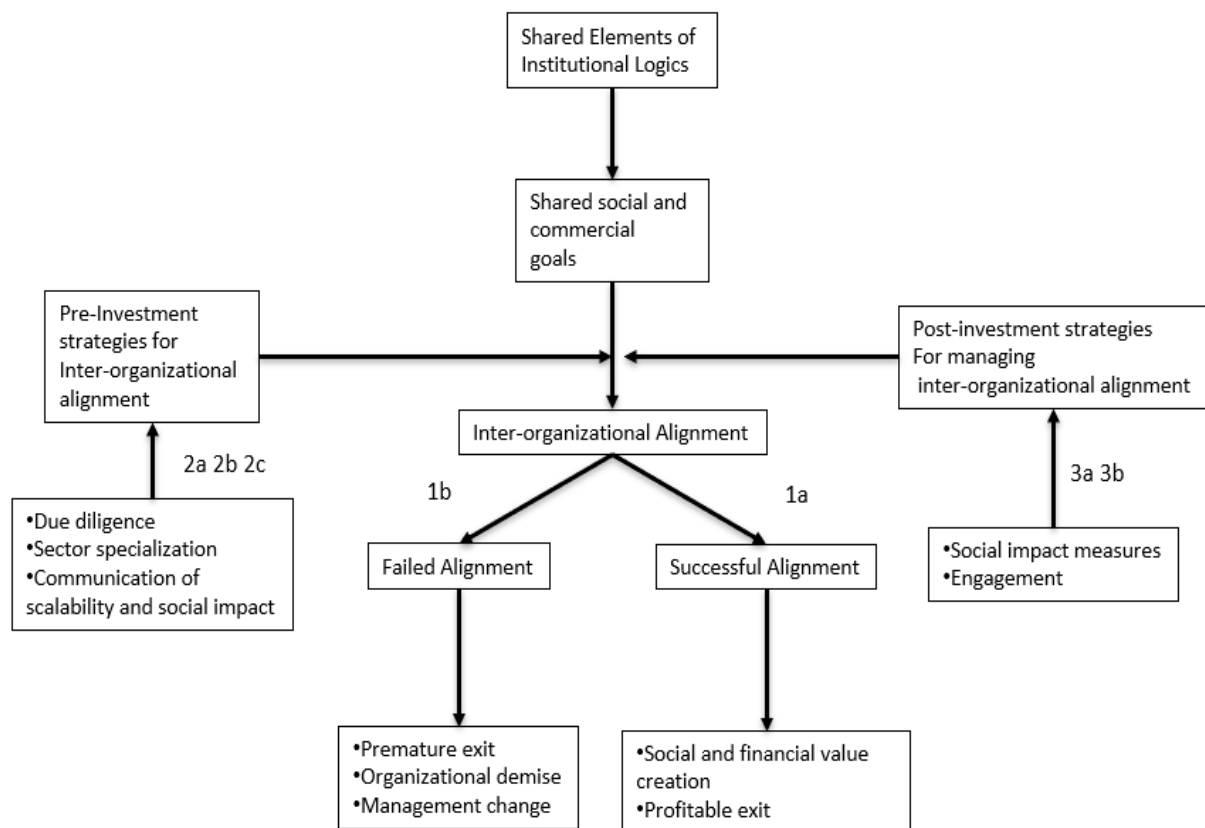 Shared Elements of
Institutional Logics
Shared social and
commercial
goals
Pre-Investment
strategies for
Inter-organizational
alignment
Post-investment strategies
For managing
inter-organizational alignment
Inter-organizational Alignment
2a 2b 2c
1b
1a
3a 3b
•Due diligence
•Sector specialization
•Communication of
scalability and social impact
Failed Alignment
Successful Alignment
•Social impact measures
•Engagement
•Premature exit
•Organizational demise
•Management change
•Social and financial value
creation
•Profitable exit